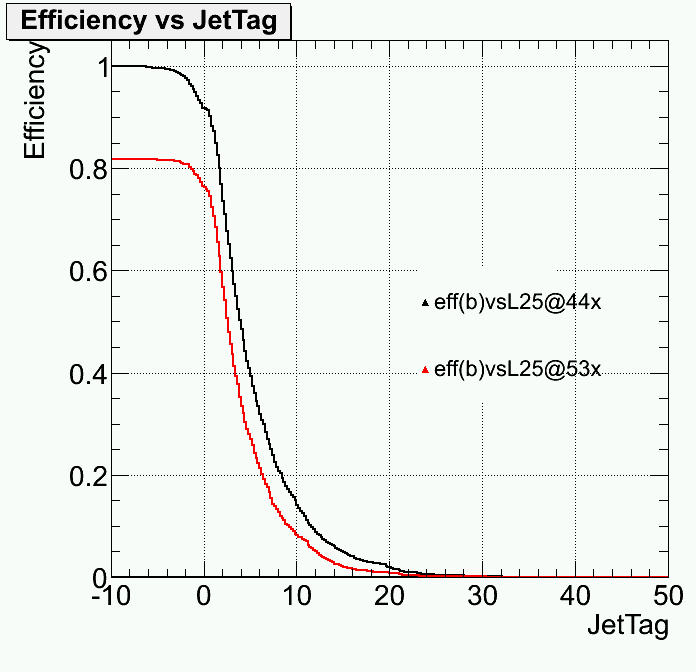 Efficiency vs JetTag
Efficiency
1
0.8
0.6
0.4
0.2
0
eff(b)vsL25@44x
eff(b)vsL25@53x
-10 0 10 20 30 40 50
JetTag